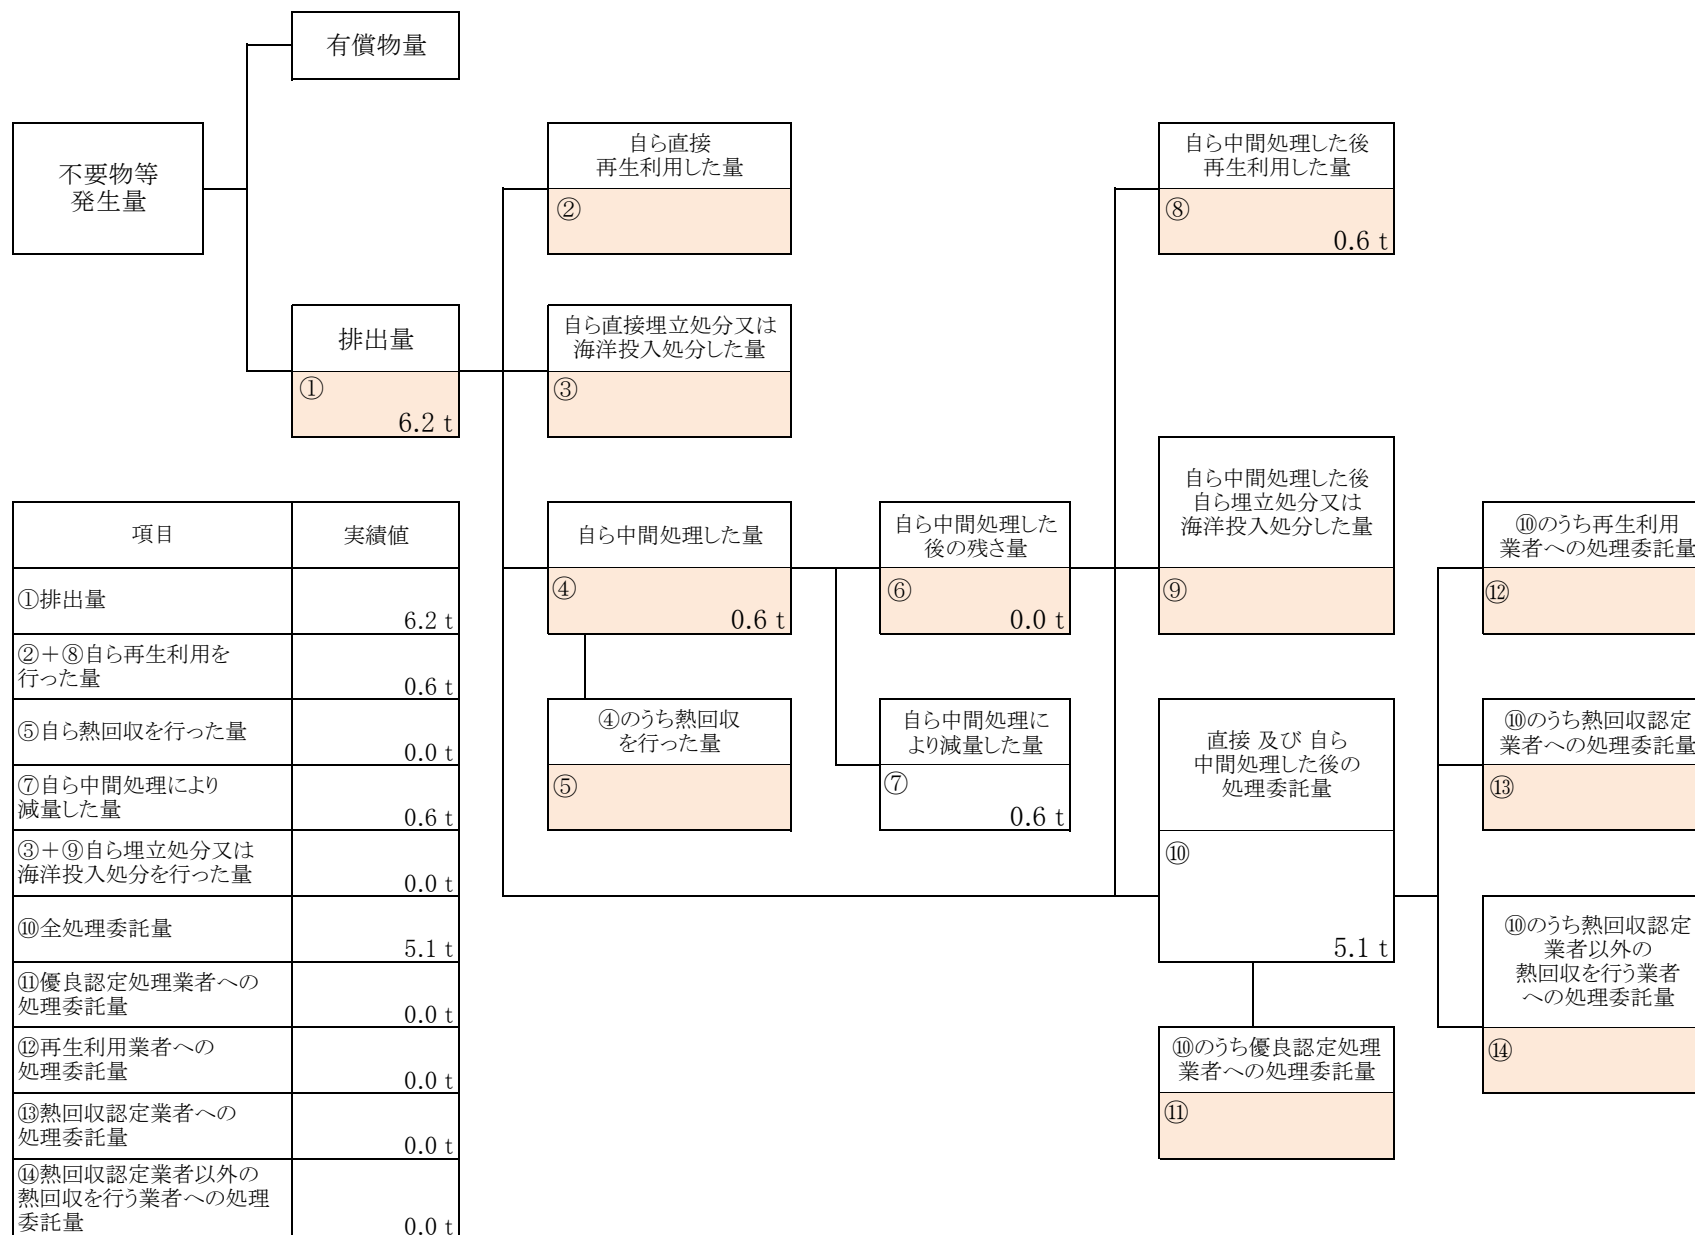 有償物量
不要物等
発生量
自ら直接
再生利用した量
②
自ら中間処理した後
再生利用した量
⑧
0.6 t
排出量
①
6.2 t
自ら直接埋立処分又は
海洋投入処分した量
③
自ら中間処理した量
④
0.6 t
自ら中間処理した
後の残さ量
⑥
0.0 t
自ら中間処理した後
自ら埋立処分又は
海洋投入処分した量
⑨
⑩のうち再生利用
業者への処理委託量
⑫
④のうち熱回収
を行った量
⑤
自ら中間処理に
より減量した量
⑦
0.6 t
直接 及び 自ら
中間処理した後の
処理委託量
⑩
5.1 t
⑩のうち熱回収認定
業者への処理委託量
⑬
⑩のうち熱回収認定
業者以外の
熱回収を行う業者
への処理委託量
⑭
⑩のうち優良認定処理
業者への処理委託量
⑪
項目 実績値
①排出量
6.2 t
②＋⑧自ら再生利用を
行った量
0.6 t
⑤自ら熱回収を行った量
0.0 t
⑦自ら中間処理により
減量した量
0.6 t
③＋⑨自ら埋立処分又は
海洋投入処分を行った量
0.0 t
⑩全処理委託量
5.1 t
⑪優良認定処理業者への
処理委託量
0.0 t
⑫再生利用業者への
処理委託量
0.0 t
⑬熱回収認定業者への
処理委託量
0.0 t
⑭熱回収認定業者以外の
熱回収を行う業者への処理
委託量
0.0 t